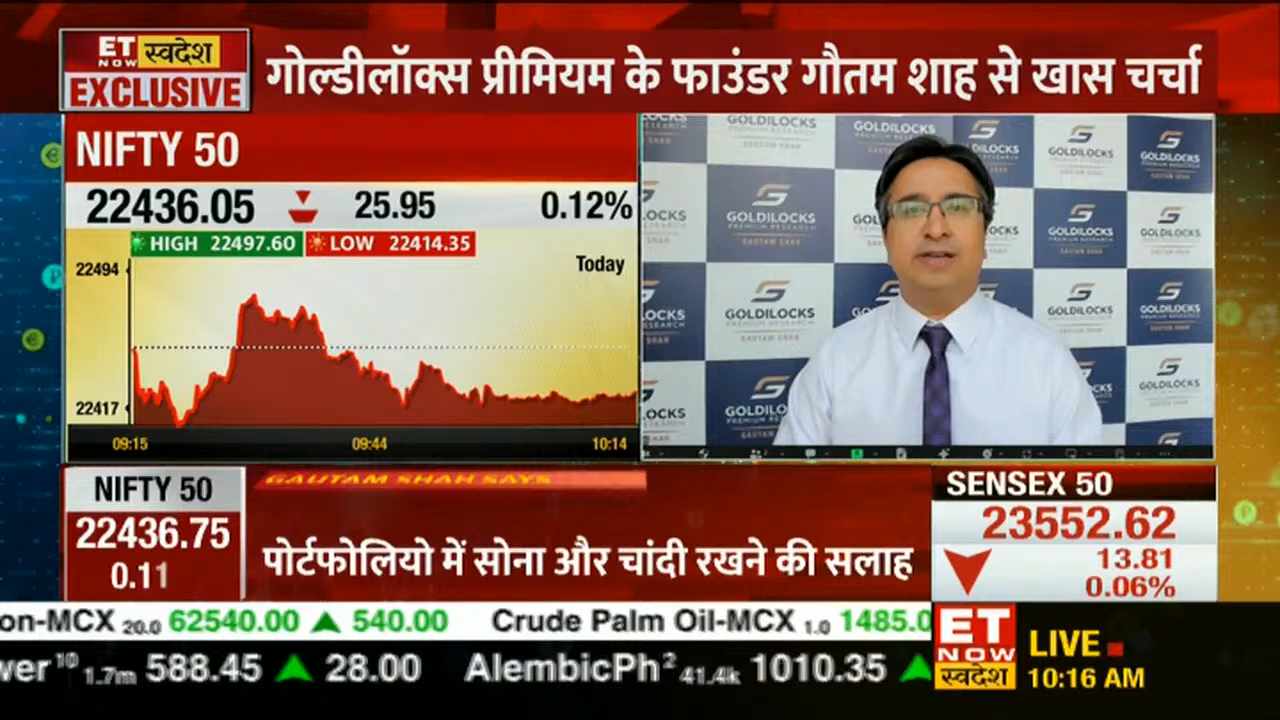 ET NOW स्वदेश
EXCLUSIVE
गोल्डीलॉक्स प्रीमियम के फाउंडर गौतम शाह से खास चर्चा
NIFTY 50
22436.05 25.95 0.12%
HIGH 22497.60 LOW 22414.35
Today
22494
22417
09:15 09:44 10:14
GOLDILOCKS
PREMIUM RESEARCH
GAUTAM SHAH
NIFTY 50
22436.75
0.11
GAUTAM SHAH SAYS
पोर्टफोलियो में सोना और चांदी रखने की सलाह
SENSEX 50
23552.62
13.81
0.06%
on-MCX 20.0 62540.00 ▲ 540.00 Crude Palm Oil-MCX 1.0 1485.0
wer 10 1.7m 588.45 ▲ 28.00 AlembicPh 2 41.4k 1010.35 ▲
ET NOW स्वदेश
LIVE
10:16 AM